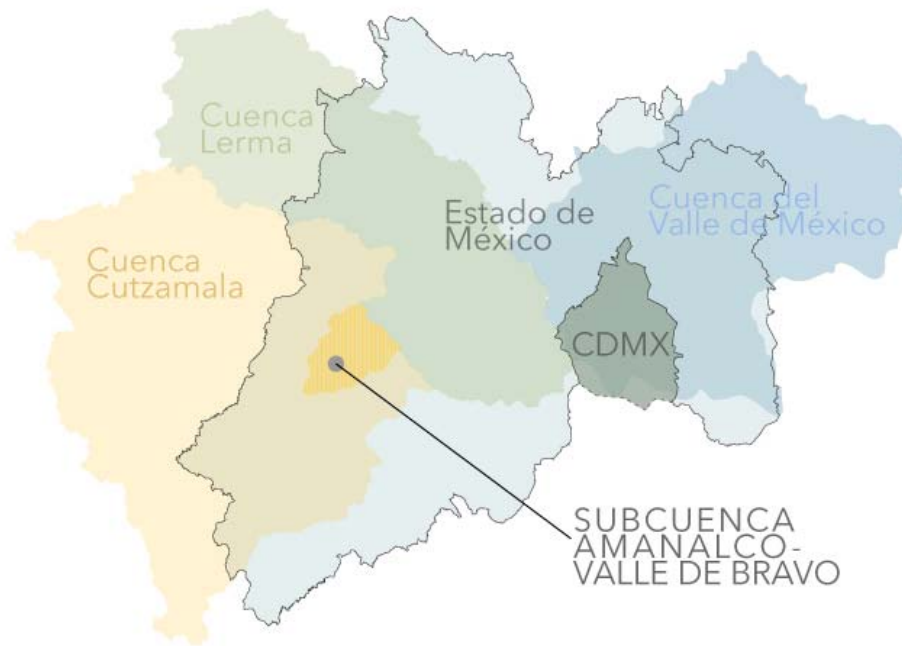 Cuenca
Lerma
Estado de
México
Cuenca del
Valle de México
Cuenca
Cutzamala
CDMX
SUBCUENCA
AMANALCO-
VALLE DE BRAVO